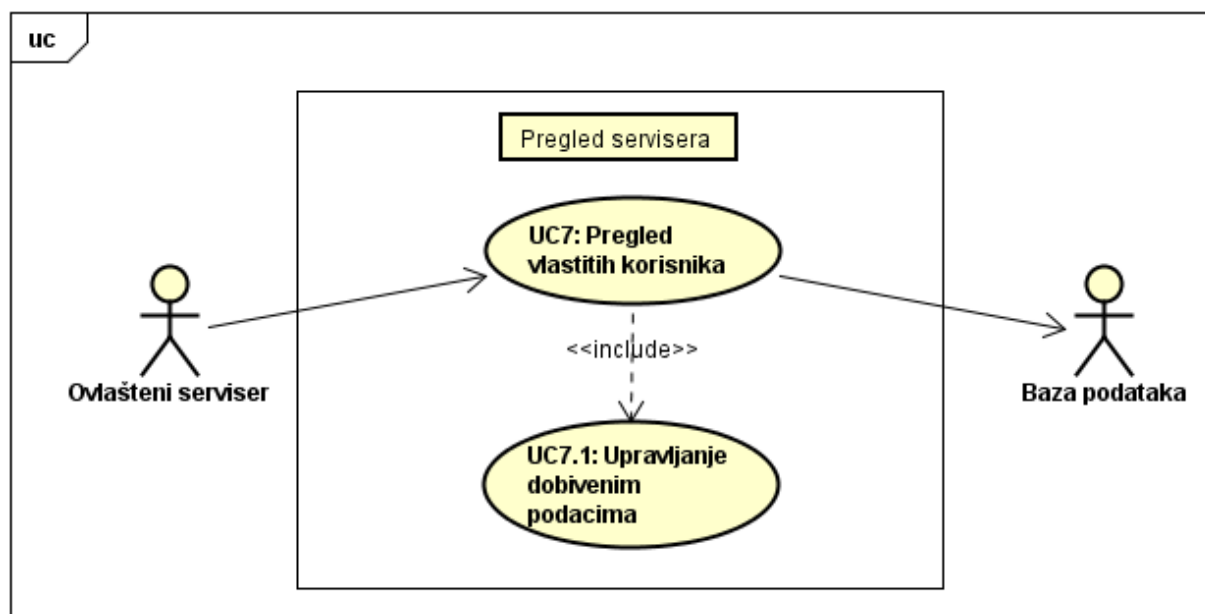 uc
Pregled servisera
UC7: Pregled
vlastitih korisnika
<<include>>
Ovlašteni serviser
Baza podataka
UC7.1: Upravljanje
dobivenim
podacima